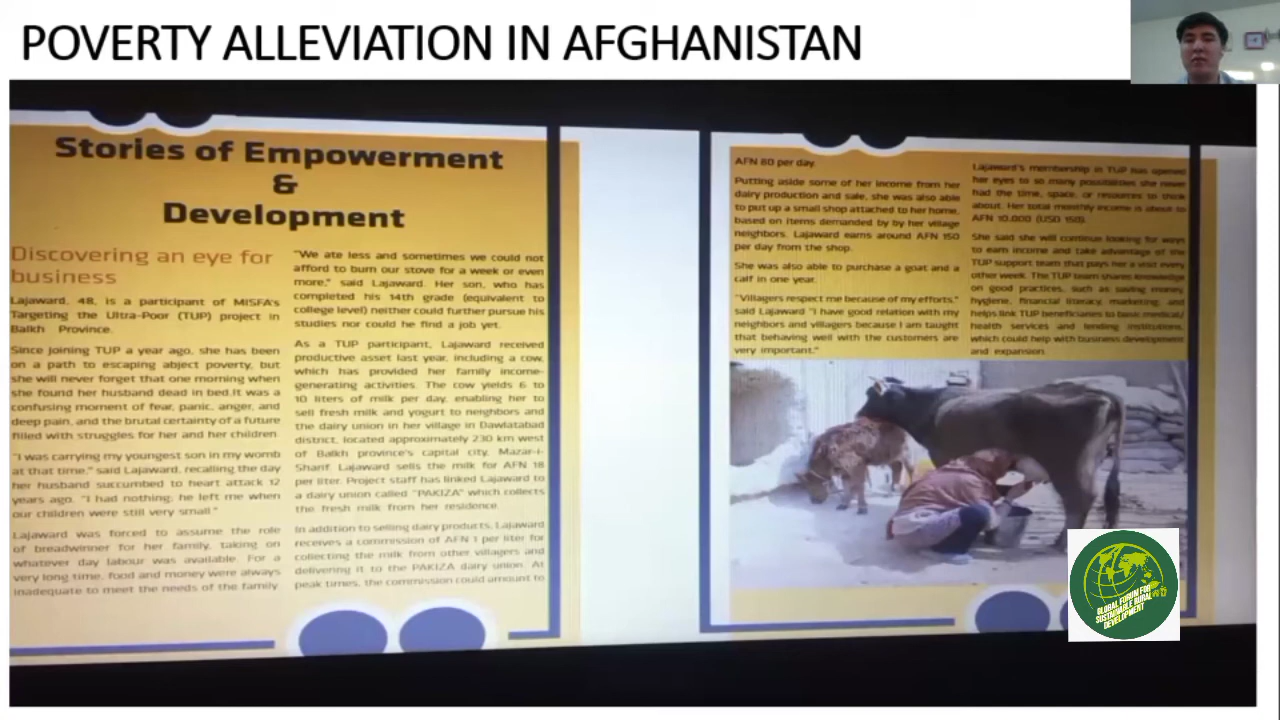 POVERTY ALLEVIATION IN AFGHANISTAN
Stories of Empowerment
&
Development
Discovering an eye for
business
Lajaward, 48, is a participant of MISFA's
Targeting the Ultra-Poor (TUP) project in
Balkh Province.
Since joining TUP a year ago, she has been
on a path to escaping abject poverty, but
she will never forget that one morning when
she found her husband dead in bed.It was a
confusing moment of fear, panic, anger, and
deep pain, and the brutal certainty of a future
filled with struggles for her and her children.
"I was carrying my youngest son in my womb
at that time," said Lajaward, recalling the day
her husband succumbed to heart attack 12
years ago. "I had nothing, he left me when
our children were still very small."
Lajaward was forced to assume the role
of breadwinner for her family, taking on
whatever day labour was available. For a
very long time, food and money were always
inadequate to meet the needs of the family.
"We ate less and sometimes we could not
afford to burn our stove for a week or even
more," said Lajaward. Her son, who has
completed his 14th grade (equivalent to
college level) neither could further pursue his
studies nor could he find a job yet.
As a TUP participant, Lajaward received
productive asset last year, including a cow,
which has provided her family income-
generating activities. The cow yields 6 to
10 liters of milk per day, enabling her to
sell fresh milk and yogurt to neighbors and
the dairy union in her village in Dawlatabad
district, located approximately 230 km west
of Balkh province's capital city, Mazar-i-
Sharif. Lajaward sells the milk for AFN 18
per liter. Project staff has linked Lajaward to
a dairy union called "PAKIZA" which collects
the fresh milk from her residence.
In addition to selling dairy products, Lajaward
receives a commission of AFN 1 per liter for
collecting the milk from other villagers and
delivering it to the PAKIZA dairy union. At
peak times, the commission could amount to
AFN 80 per day.
Putting aside some of her income from her
dairy production and sale, she was also able
to put up a small shop attached to her home,
based on items demanded by by her village
neighbors. Lajaward earns around AFN 150
per day from the shop.
She was also able to purchase a goat and a
calf in one year.
"Villagers respect me because of my efforts,"
said Lajaward "I have good relation with my
neighbors and villagers because I am taught
that behaving well with the customers are
very important."
Lajaward's membership in TUP has opened
her eyes to so many possibilities she never
had the time, space, or resources to think
about. Her total monthly income is about to
AFN 10,000 (USD 150).
She said she will continue looking for ways
to earn income and take advantage of the
TUP support team that pays her a visit every
other week. The TUP team shares knowledge
on good practices, such as saving money,
hygiene, financial literacy, marketing, and
helps link TUP beneficiaries to basic medical/
health services and lending institutions,
which could help with business development
and expansion.
GLOBAL FORUM FOR
SUSTAINABLE RURAL
DEVELOPMENT